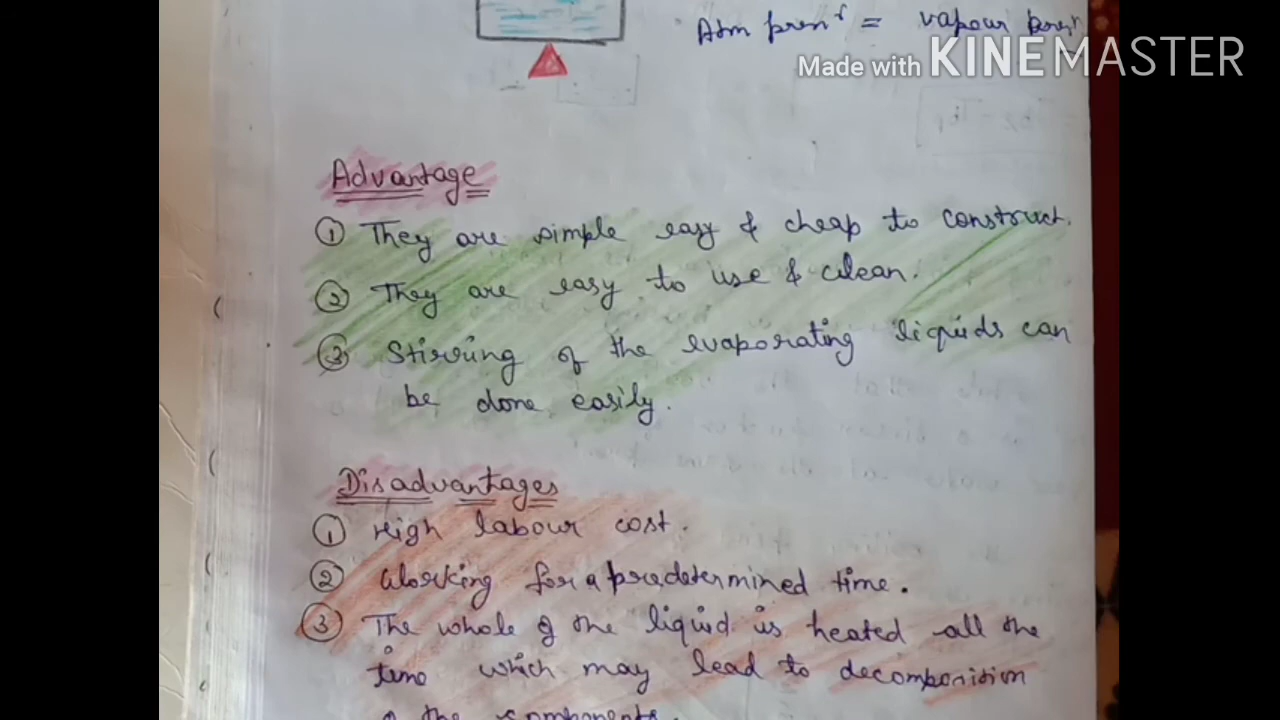 Atm presr = vapour presr
Made with KINEMASTER
Advantage
① They are simple easy & cheap to construct.
② They are easy to use & clean.
③ Stirring of the evaporating liquids can
be done easily.
Disadvantages
① High labour cost.
② Working for a predetermined time.
③ The whole of the liquid is heated all the
time which may lead to decomposition
of the components.